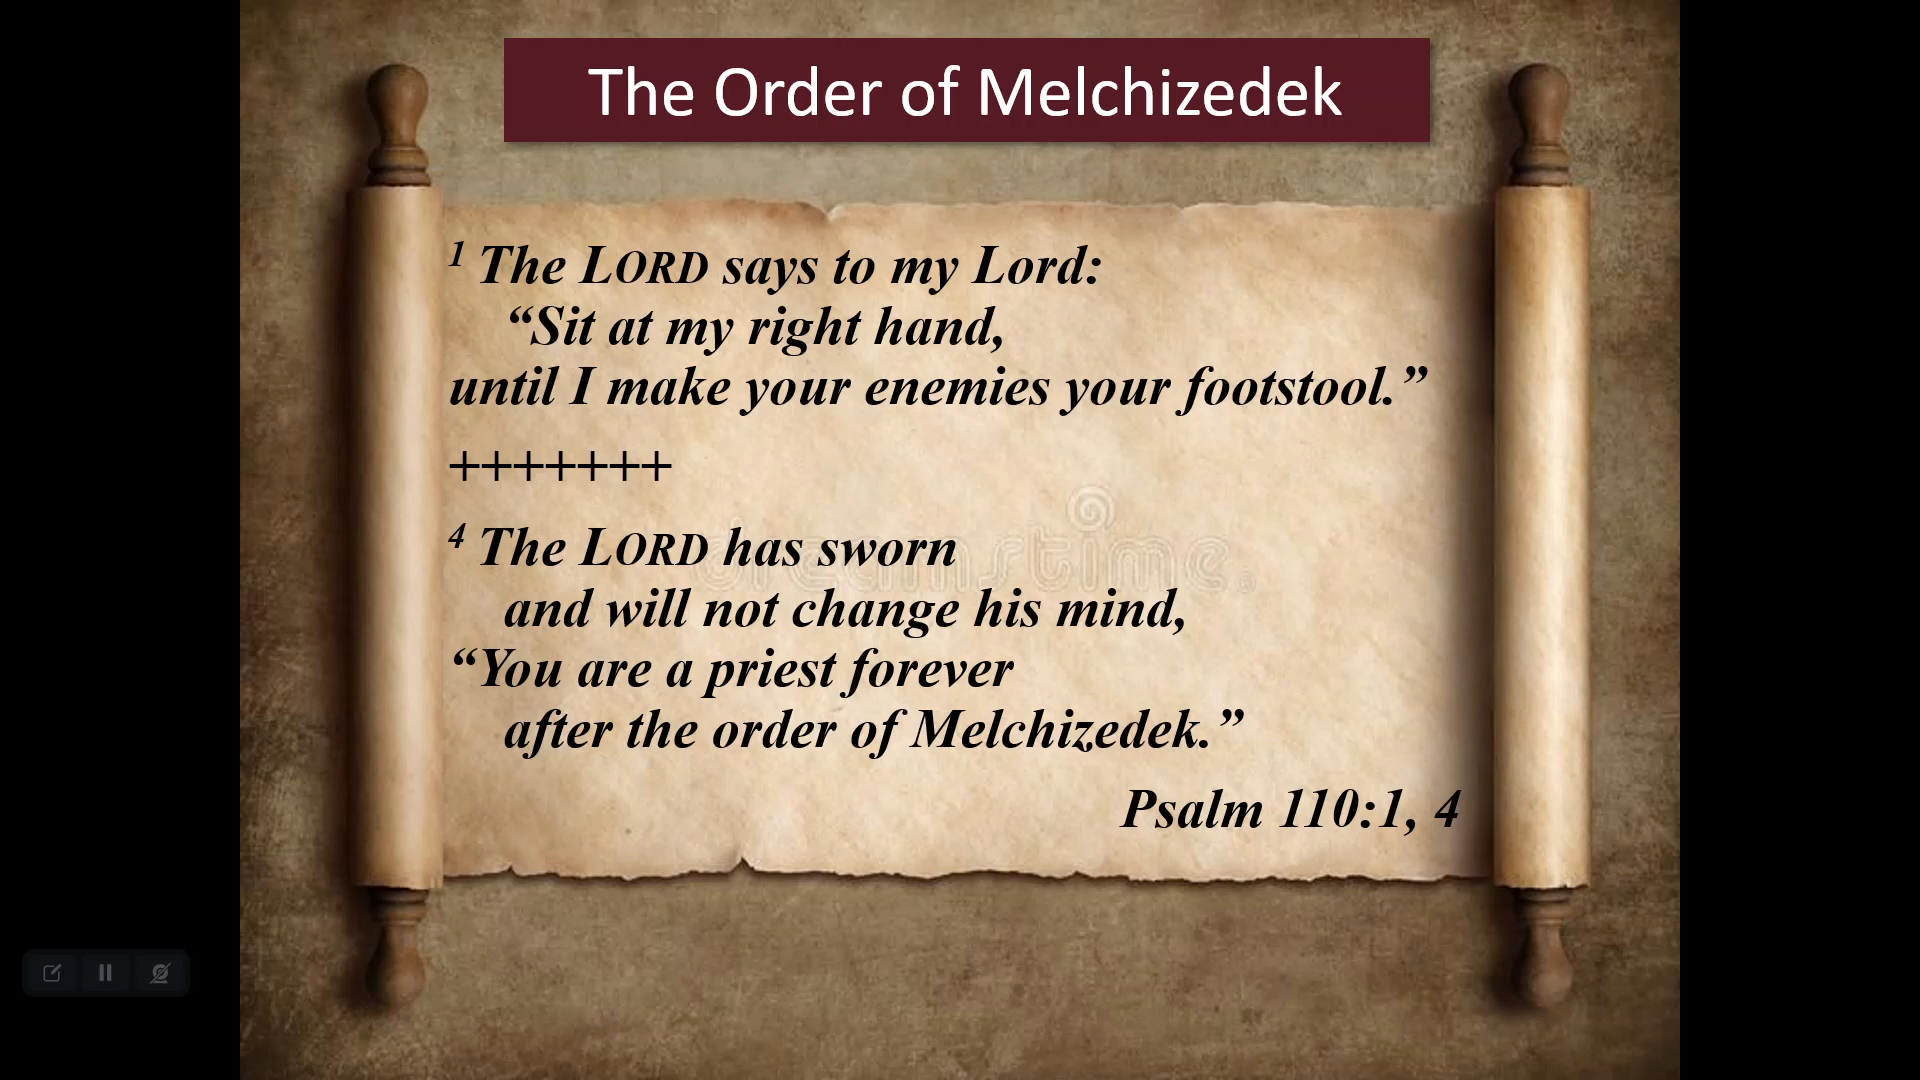 The Order of Melchizedek
1 The LORD says to my Lord:
“Sit at my right hand,
until I make your enemies your footstool.”
+++++++
4 The LORD has sworn
and will not change his mind,
“You are a priest forever
after the order of Melchizedek.”
Psalm 110:1, 4
dreamstime.